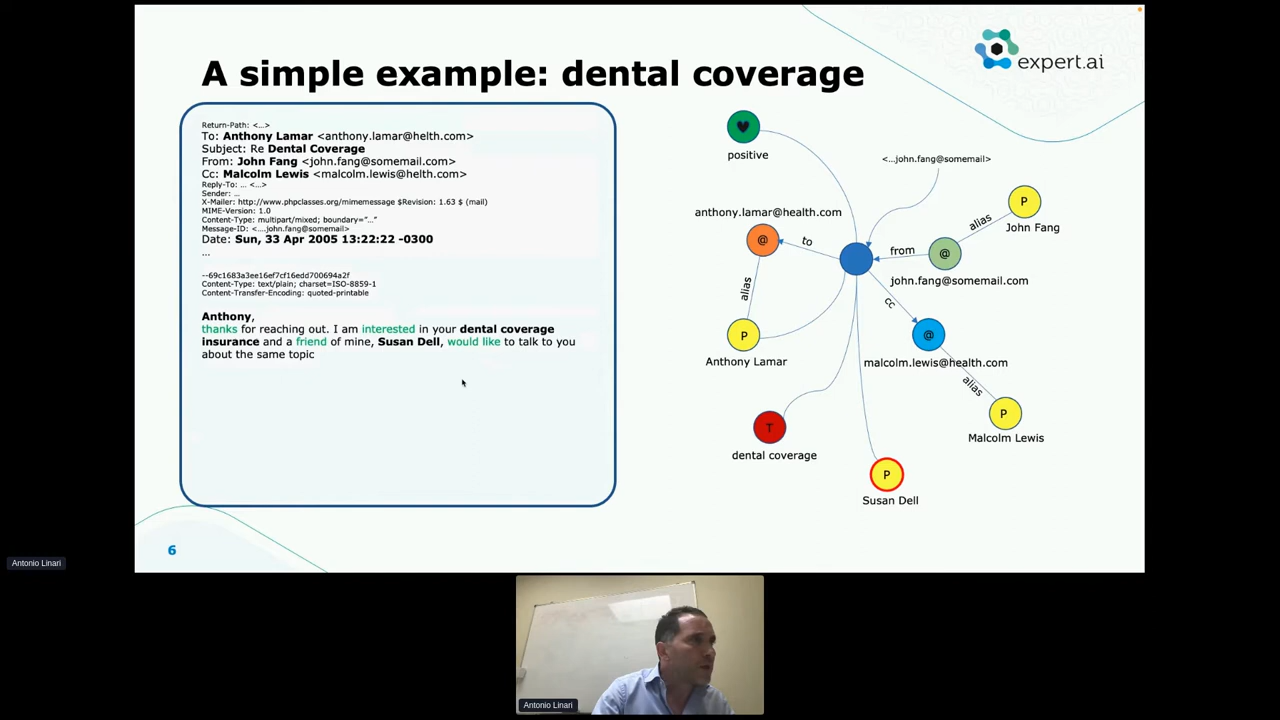 A simple example: dental coverage
expert.ai
Return-Path: <...>
To: Anthony Lamar <anthony.lamar@helth.com>
Subject: Re Dental Coverage
From: John Fang <john.fang@somemail.com>
Cc: Malcolm Lewis <malcolm.lewis@helth.com>
Reply-To: ... <...>
Sender: ...
X-Mailer: http://www.phpclasses.org/mimemessage $Revision: 1.63 $ (mail)
MIME-Version: 1.0
Content-Type: multipart/mixed; boundary="..."
Message-ID: <....john.fang@somemail>
Date: Sun, 33 Apr 2005 13:22:22 -0300
...
--69c1683a3ee16ef7cf16edd700694a2f
Content-Type: text/plain; charset=ISO-8859-1
Content-Transfer-Encoding: quoted-printable
Anthony,
thanks for reaching out. I am interested in your dental coverage
insurance and a friend of mine, Susan Dell, would like to talk to you
about the same topic
positive
<...john.fang@somemail>
P
John Fang
alias
anthony.lamar@health.com
@
to
from
@
john.fang@somemail.com
alias
cc
P
Anthony Lamar
@
malcolm.lewis@health.com
alias
P
Malcolm Lewis
T
dental coverage
P
Susan Dell
6
Antonio Linari
Antonio Linari